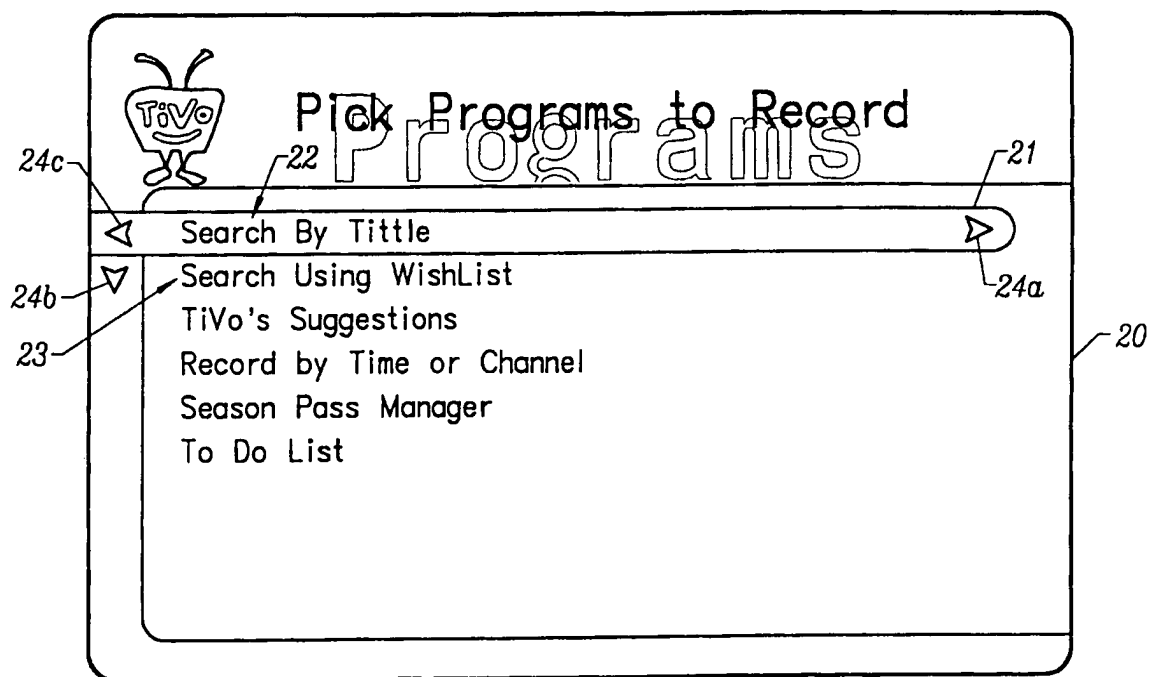 TiVo
Pick Programs to Record
Programs
24c
22
21
Search By Tittle
24b
Search Using WishList
24a
23
TiVo's Suggestions
20
Record by Time or Channel
Season Pass Manager
To Do List